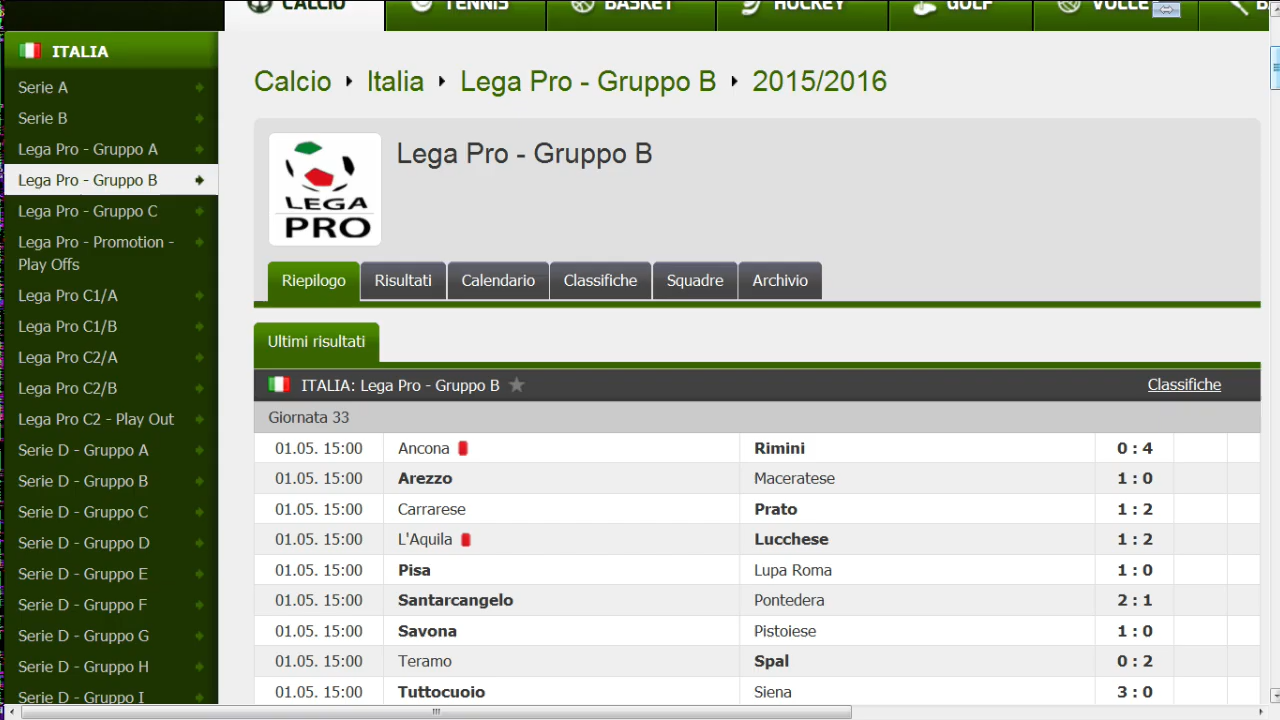 CALCIO TENNIS BASKET HOCKEY GOLF VOLLE
ITALIA
Serie A
Serie B
Lega Pro - Gruppo A
Lega Pro - Gruppo B
Lega Pro - Gruppo C
Lega Pro - Promotion -
Play Offs
Lega Pro C1/A
Lega Pro C1/B
Lega Pro C2/A
Lega Pro C2/B
Lega Pro C2 - Play Out
Serie D - Gruppo A
Serie D - Gruppo B
Serie D - Gruppo C
Serie D - Gruppo D
Serie D - Gruppo E
Serie D - Gruppo F
Serie D - Gruppo G
Serie D - Gruppo H
Serie D - Gruppo I
Calcio Italia Lega Pro - Gruppo B 2015/2016
LEGA
PRO
Lega Pro - Gruppo B
Riepilogo Risultati Calendario Classifiche Squadre Archivio
Ultimi risultati
ITALIA: Lega Pro - Gruppo B Classifiche
Giornata 33
01.05. 15:00 Ancona Rimini 0 : 4
01.05. 15:00 Arezzo Maceratese 1 : 0
01.05. 15:00 Carrarese Prato 1 : 2
01.05. 15:00 L'Aquila Lucchese 1 : 2
01.05. 15:00 Pisa Lupa Roma 1 : 0
01.05. 15:00 Santarcangelo Pontedera 2 : 1
01.05. 15:00 Savona Pistoiese 1 : 0
01.05. 15:00 Teramo Spal 0 : 2
01.05. 15:00 Tuttocuoio Siena 3 : 0